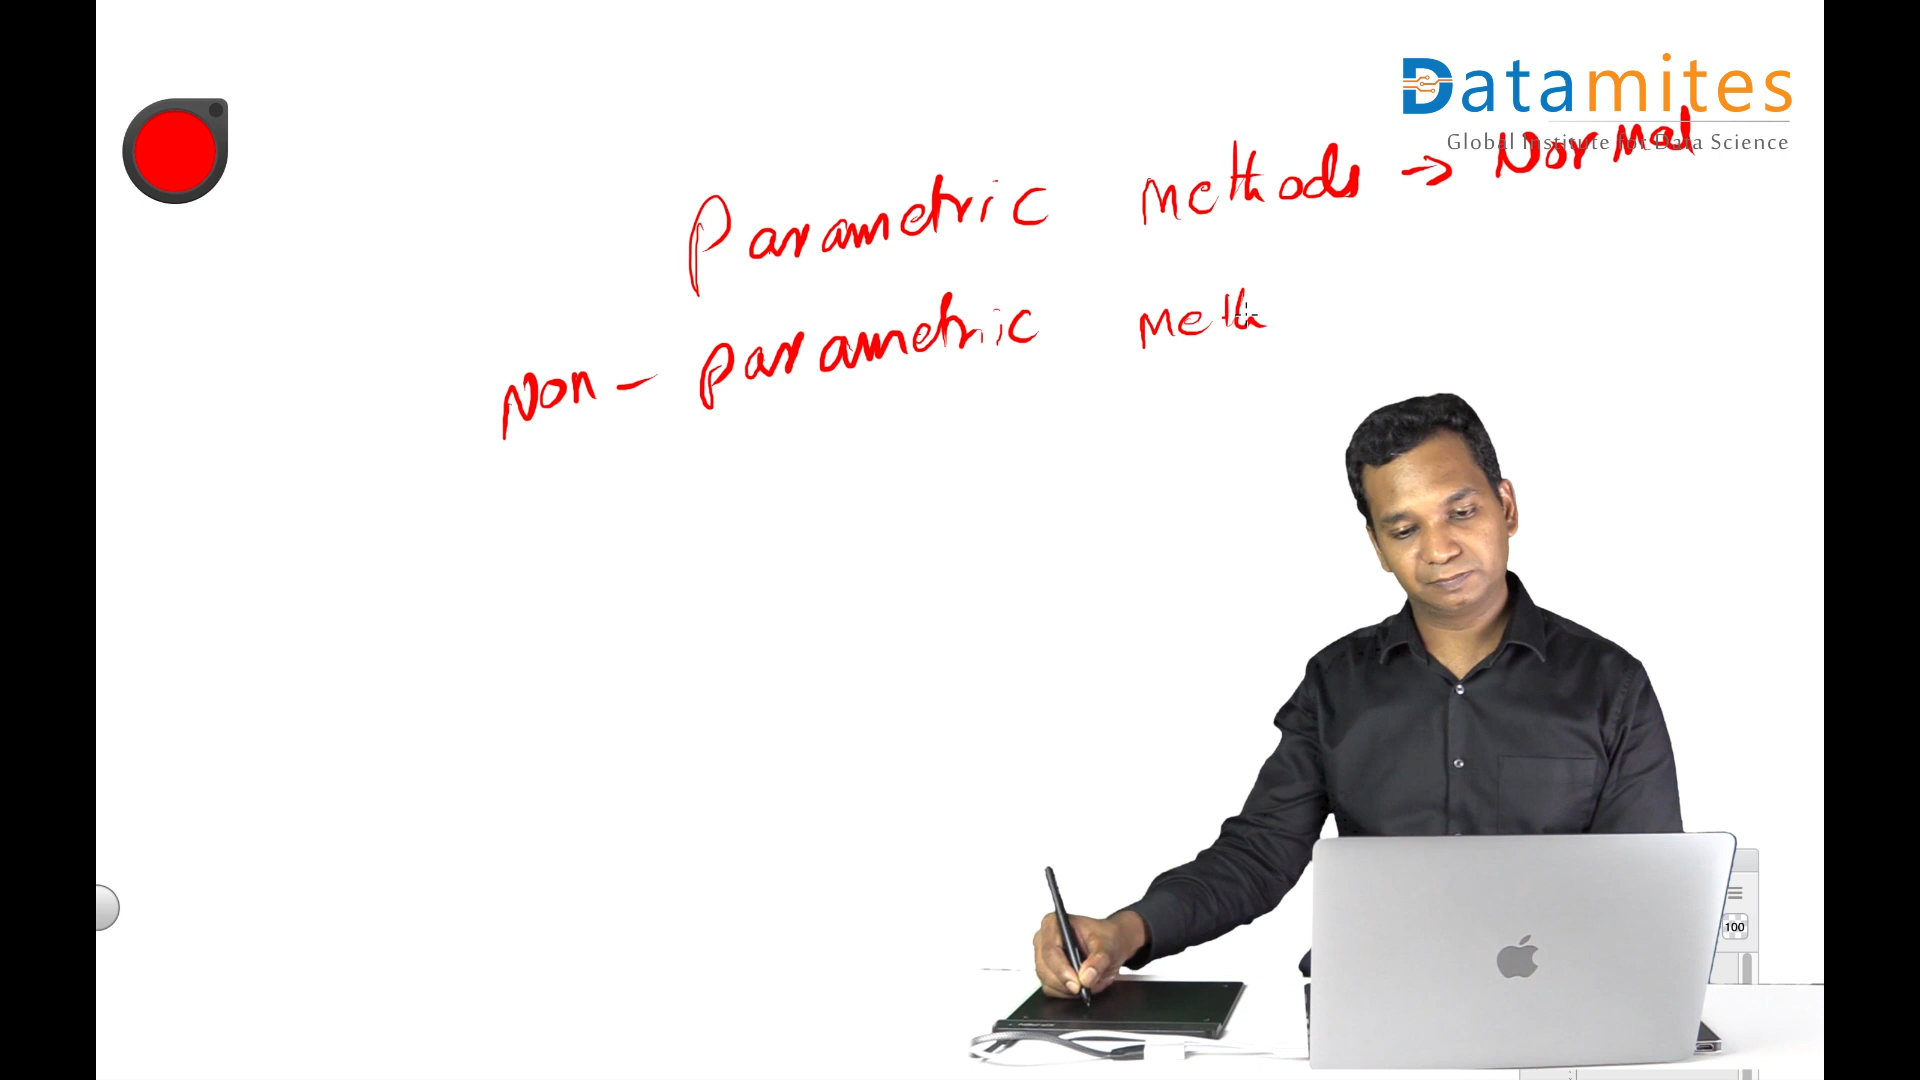 Datamites
Global Institute for Data Science
Parametric methods → Normal
Non - parametric meth
100